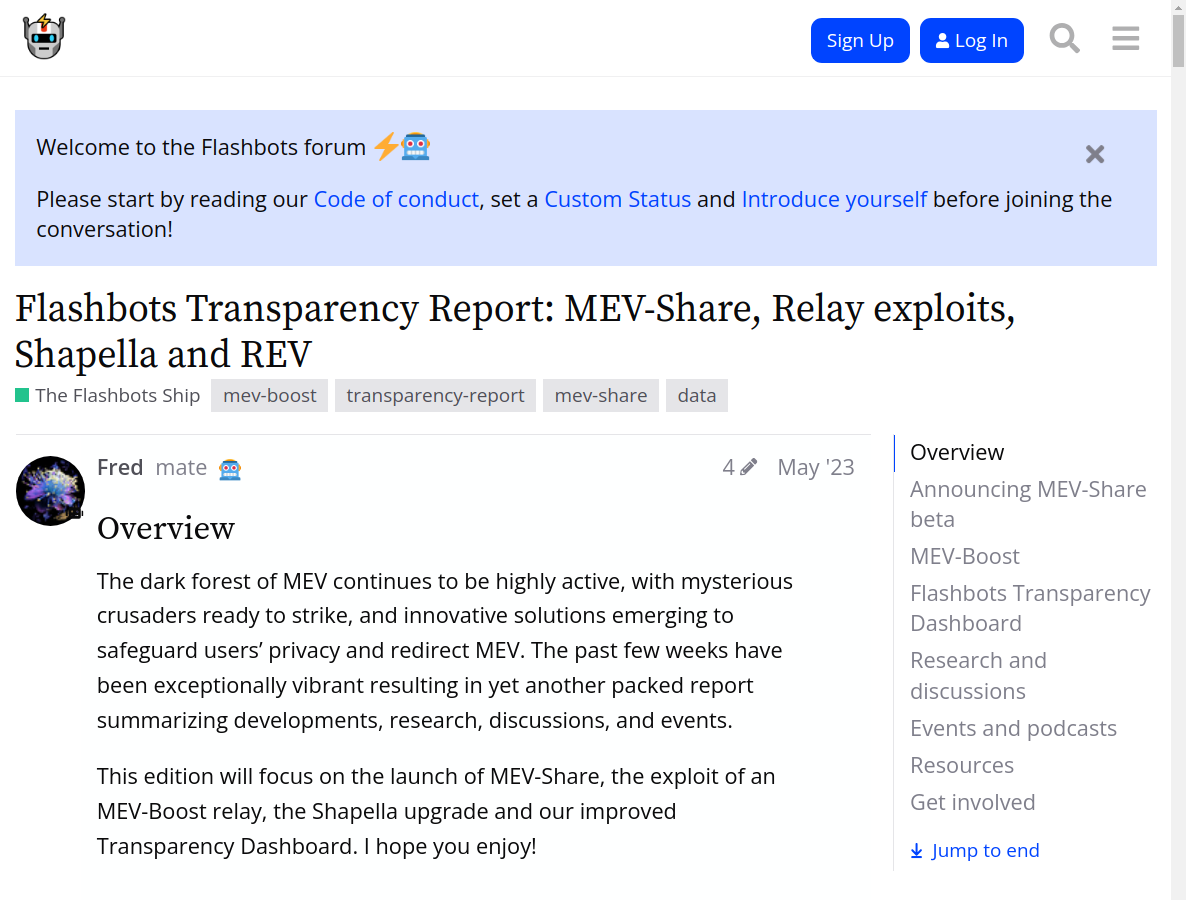 Sign Up
Log In
Welcome to the Flashbots forum
Please start by reading our Code of conduct, set a Custom Status and Introduce yourself before joining the
conversation!
Flashbots Transparency Report: MEV-Share, Relay exploits,
Shapella and REV
The Flashbots Ship
mev-boost
transparency-report
mev-share
data
Fred mate
4
May '23
Overview
The dark forest of MEV continues to be highly active, with mysterious
crusaders ready to strike, and innovative solutions emerging to
safeguard users’ privacy and redirect MEV. The past few weeks have
been exceptionally vibrant resulting in yet another packed report
summarizing developments, research, discussions, and events.
This edition will focus on the launch of MEV-Share, the exploit of an
MEV-Boost relay, the Shapella upgrade and our improved
Transparency Dashboard. I hope you enjoy!
Overview
Announcing MEV-Share
beta
MEV-Boost
Flashbots Transparency
Dashboard
Research and
discussions
Events and podcasts
Resources
Get involved
Jump to end